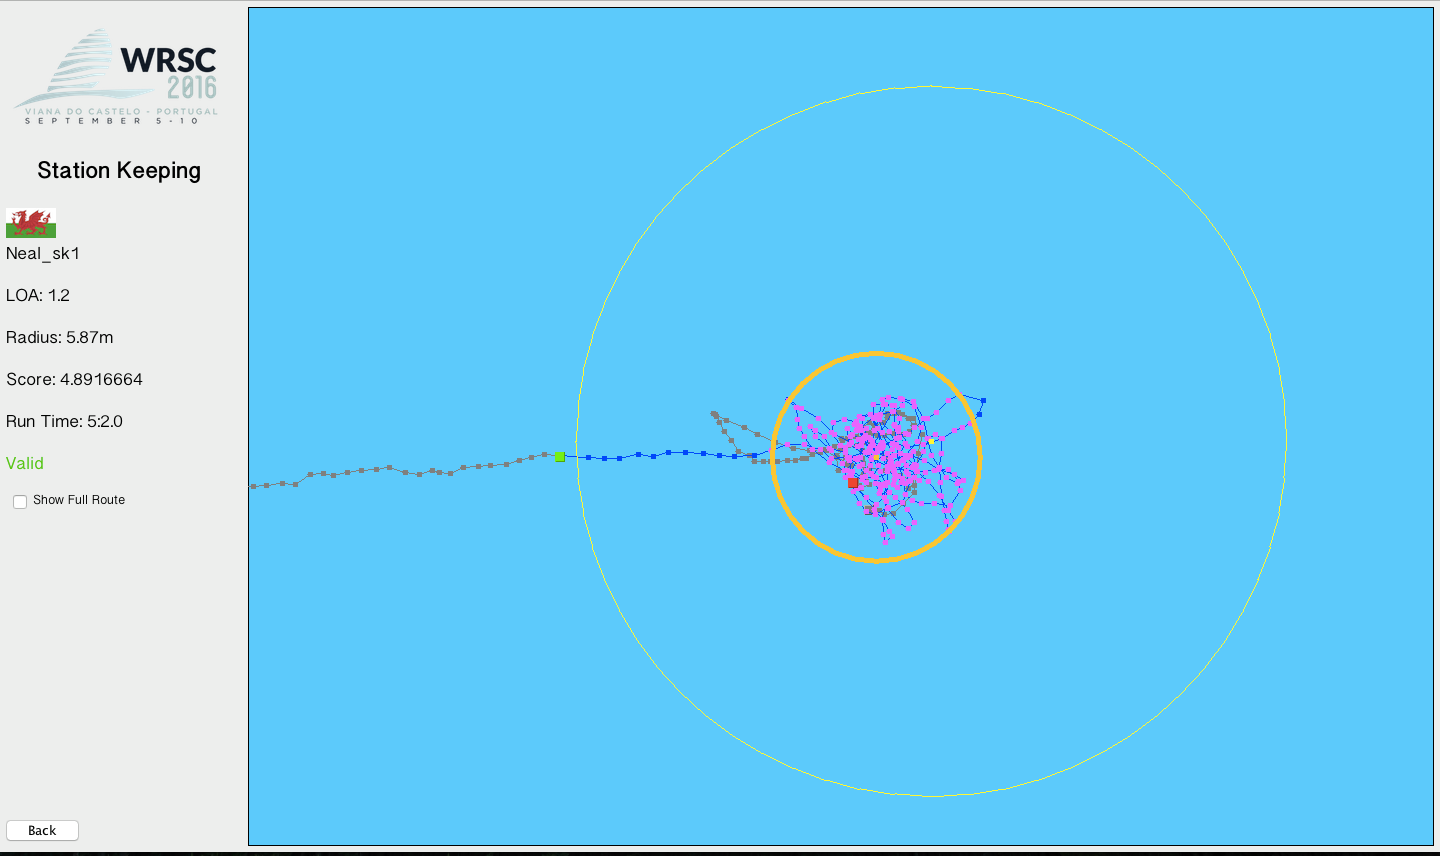 WRSC
2016
VIANA DO CASTELO - PORTUGAL
SEPTEMBER 5-10
Station Keeping
Neal_sk1
LOA: 1.2
Radius: 5.87m
Score: 4.8916664
Run Time: 5:2.0
Valid
Show Full Route
Back